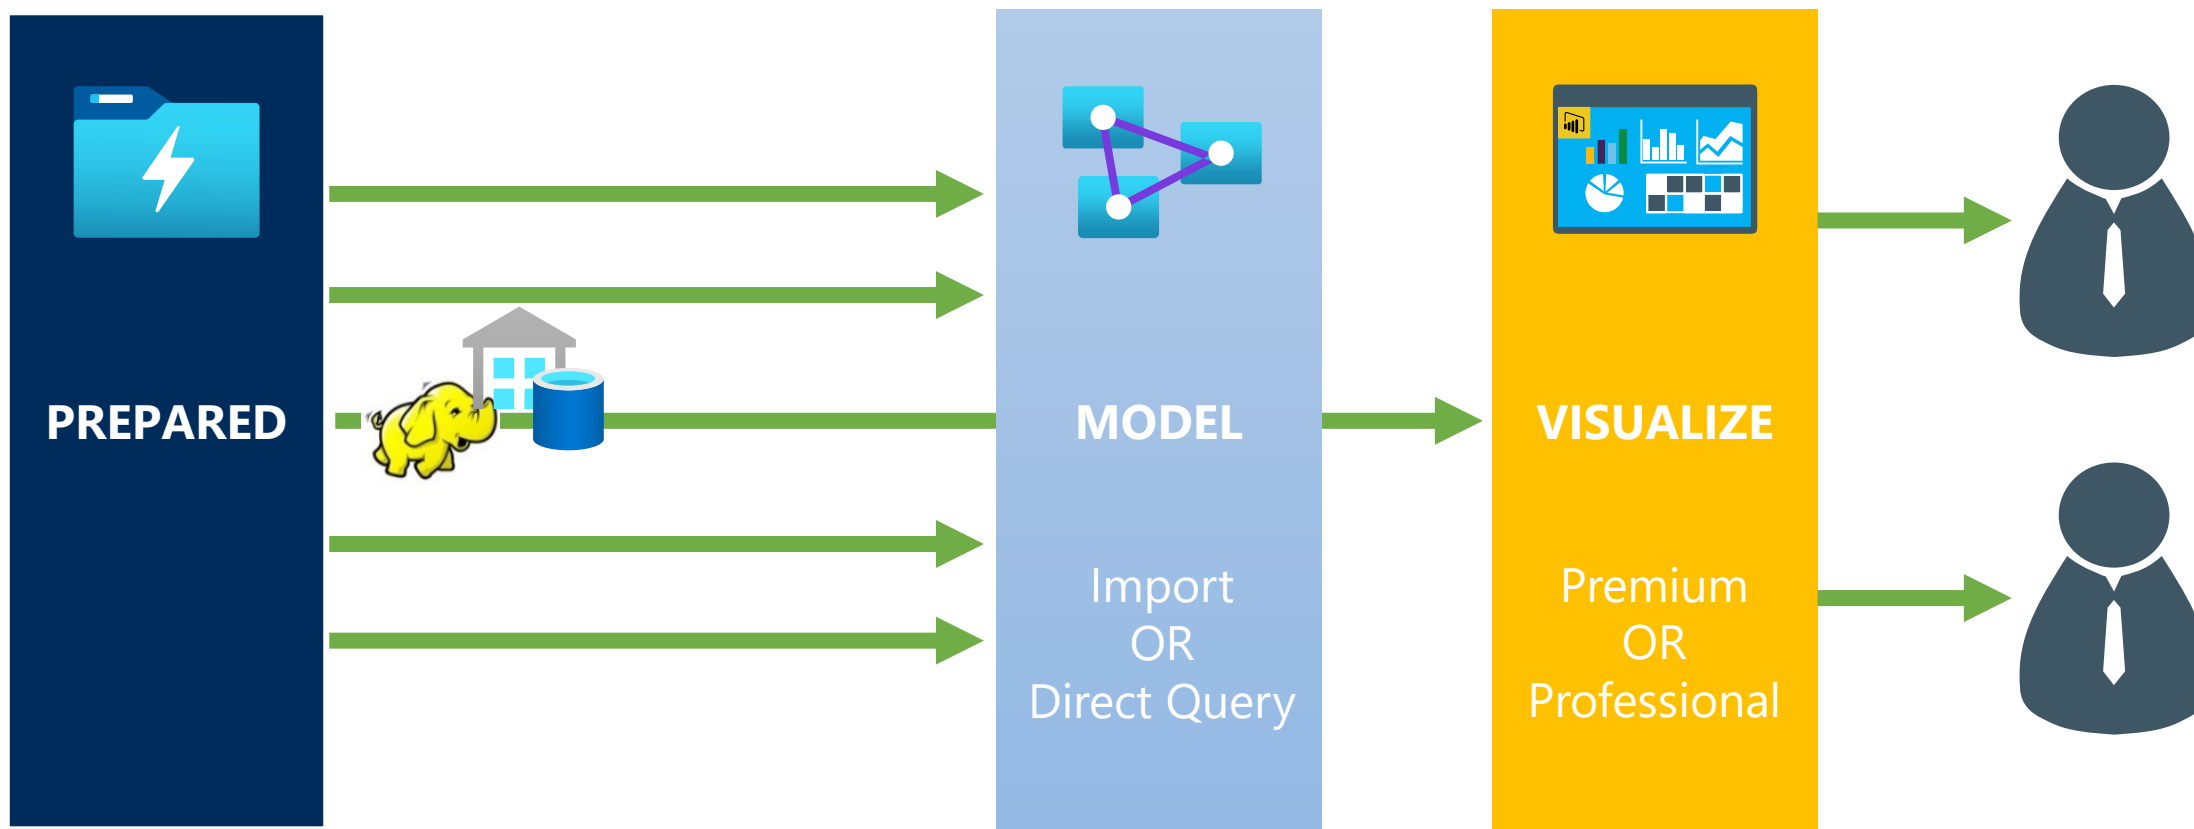 PREPARED
MODEL
Import
OR
Direct Query
VISUALIZE
Premium
OR
Professional